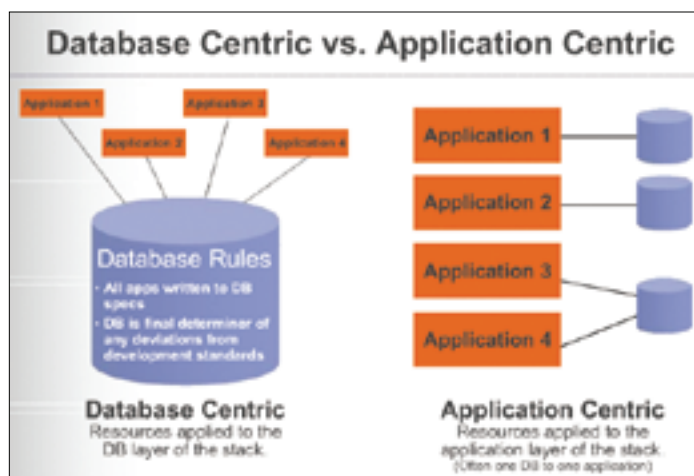 Database Centric vs. Application Centric
Application 1
Application 3
Application 2
Application 4
Database Rules
• All apps written to DB
specs
• DB is final determiner of
any deviations from
development standards
Database Centric
Resources applied to the
DB layer of the stack.
Application 1
Application 2
Application 3
Application 4
Application Centric
Resources applied to the
application layer of the stack.
(Often one DB to one application)